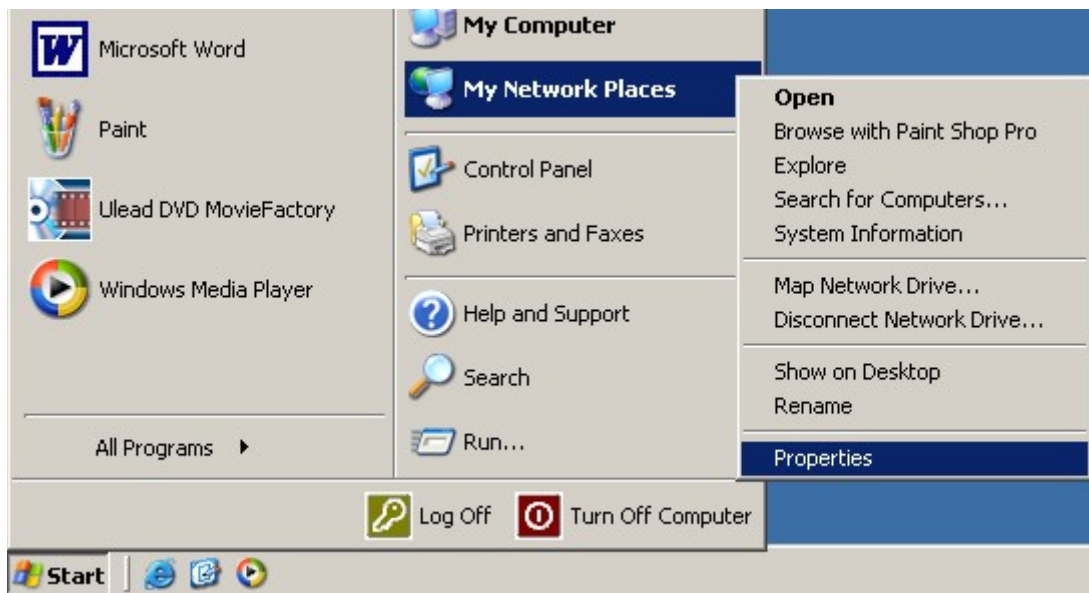 Microsoft Word
Paint
Ulead DVD MovieFactory
Windows Media Player
All Programs
My Computer
My Network Places
Control Panel
Printers and Faxes
Help and Support
Search
Run...
Open
Browse with Paint Shop Pro
Explore
Search for Computers...
System Information
Map Network Drive...
Disconnect Network Drive...
Show on Desktop
Rename
Properties
Log Off
Turn Off Computer
Start